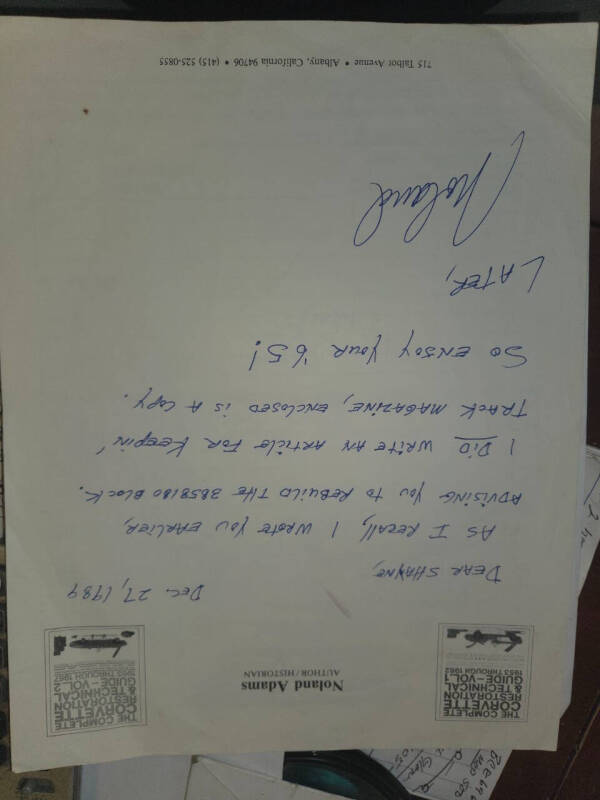 THE COMPLETE
CORVETTE
RESTORATION
& TECHNICAL
GUIDE – VOL.1
1953 THROUGH 1962
Noland Adams
AUTHOR / HISTORIAN
THE COMPLETE
CORVETTE
RESTORATION
& TECHNICAL
GUIDE – VOL.2
1963 THROUGH 1967
DEC. 27, 1989
DEAR SHAYNE,
AS I RECALL, I WROTE YOU EARLIER,
ADVISING YOU TO REBUILD THE 3858180 BLOCK.
I DID WRITE AN ARTICLE FOR KEEPIN'
TRACK MAGAZINE, ENCLOSED IS A COPY.
SO ENJOY YOUR '65!
LATER,
Noland
715 Talbot Avenue • Albany, California 94706 • (415) 525-0855